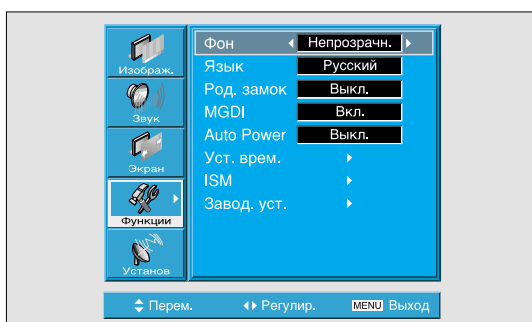 Изображ.
Звук
Экран
Функции
Установ
Фон Непрозрачн.
Язык Русский
Род. замок Выкл.
MGDI Вкл.
Auto Power Выкл.
Уст. врем.
ISM
Завод. уст.
Перем. Регулир. MENU Выход